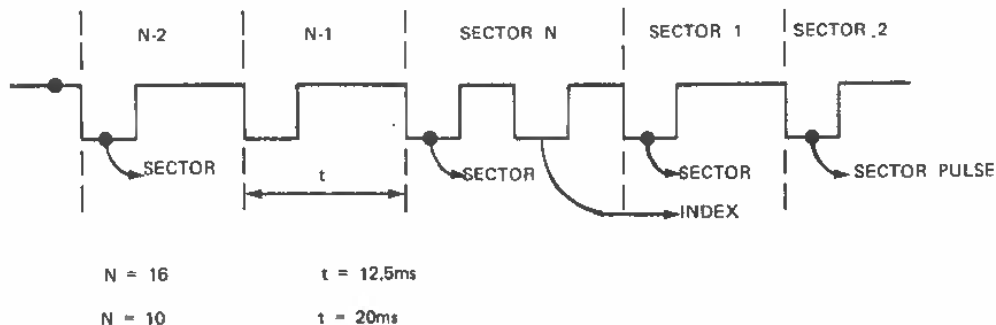 N-2 N-1 SECTOR N SECTOR 1 SECTOR .2
SECTOR t SECTOR SECTOR SECTOR PULSE
INDEX
N = 16 t = 12,5ms
N = 10 t = 20ms